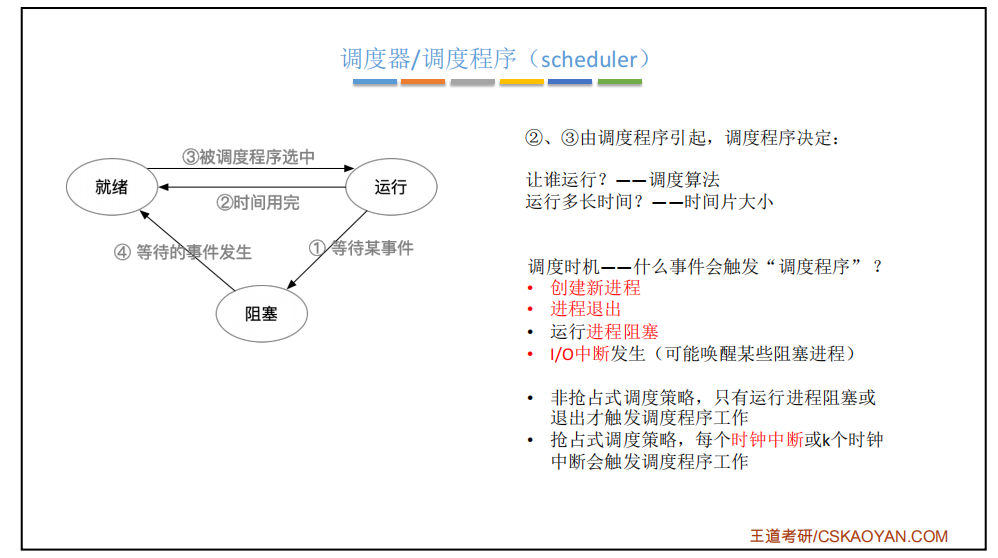 调度器/调度程序（scheduler）
③被调度程序选中
就绪
运行
②时间用完
① 等待某事件
④ 等待的事件发生
阻塞
②、③由调度程序引起，调度程序决定：
让谁运行？——调度算法
运行多长时间？——时间片大小
调度时机——什么事件会触发“调度程序”？
• 创建新进程
• 进程退出
• 运行进程阻塞
• I/O中断发生（可能唤醒某些阻塞进程）
• 非抢占式调度策略，只有运行进程阻塞或
退出才触发调度程序工作
• 抢占式调度策略，每个时钟中断或k个时钟
中断会触发调度程序工作
王道考研/CSKAOYAN.COM